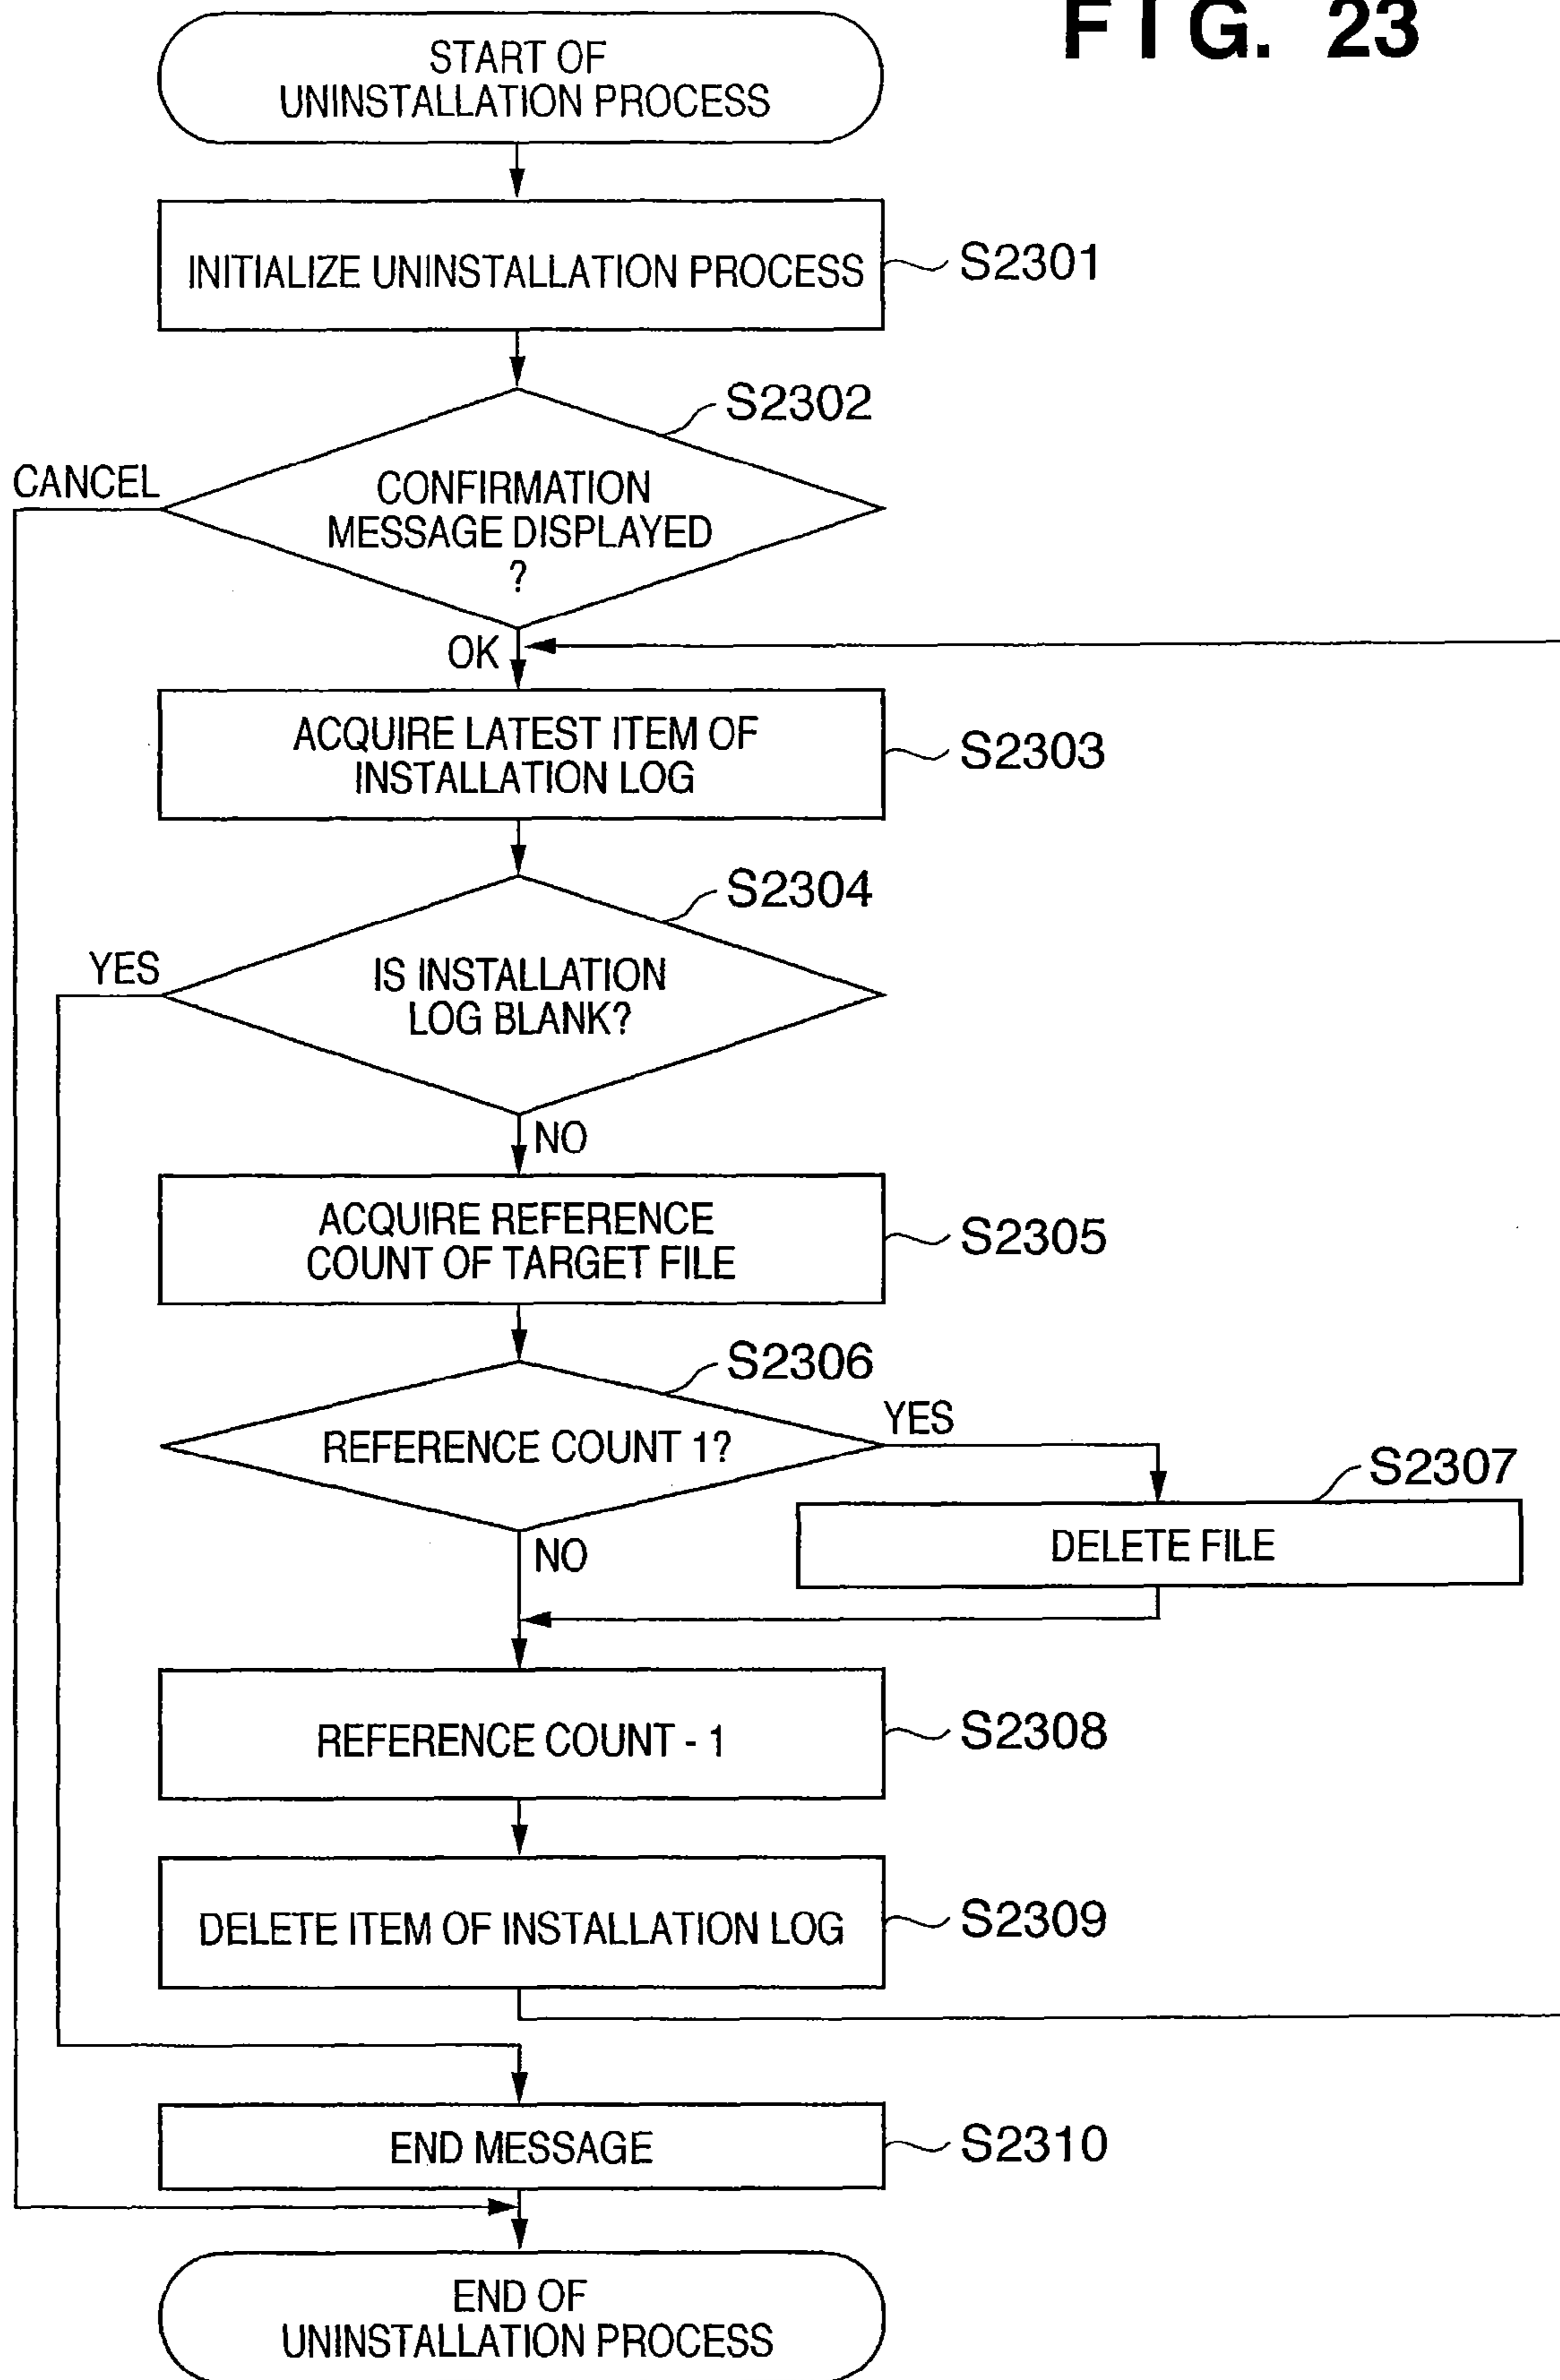 FIG. 23
START OF
UNINSTALLATION PROCESS
INITIALIZE UNINSTALLATION PROCESS
S2301
S2302
CANCEL
CONFIRMATION
MESSAGE DISPLAYED
?
OK
ACQUIRE LATEST ITEM OF
INSTALLATION LOG
S2303
S2304
YES
IS INSTALLATION
LOG BLANK?
NO
ACQUIRE REFERENCE
COUNT OF TARGET FILE
S2305
S2306
YES
REFERENCE COUNT 1?
S2307
DELETE FILE
NO
REFERENCE COUNT - 1
S2308
DELETE ITEM OF INSTALLATION LOG
S2309
END MESSAGE
S2310
END OF
UNINSTALLATION PROCESS